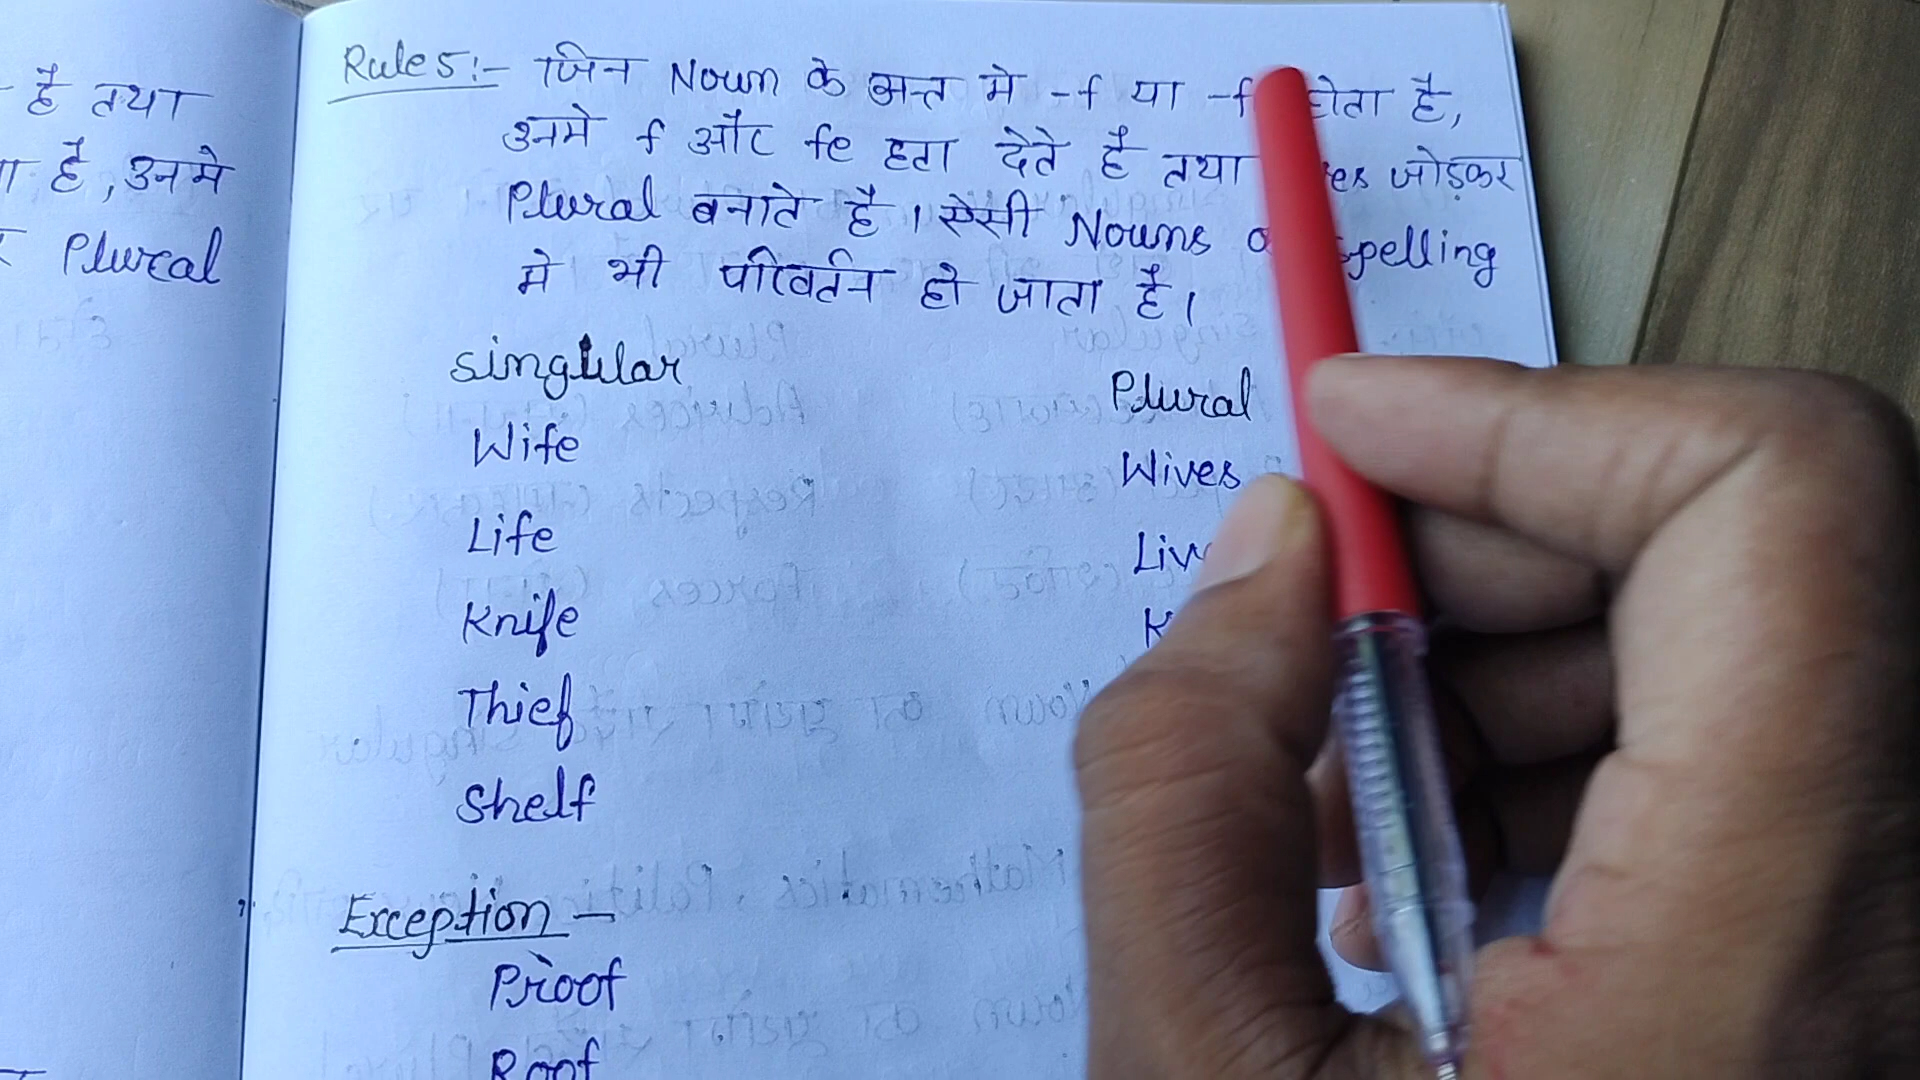 है तथा
है, उनमे
Plural
Rule 5:- जिन Noun के अन्त मे -f या -f होता है,
उनमे f और fe हटा देते है तथा es जोड़कर
Plural बनाते है। ऐसी Nouns spelling
मे भी परिवर्तन हो जाता है।
Singular Plural
Wife Wives
Life Liv
Knife K
Thief
Shelf
Exception –
Proof
Roof